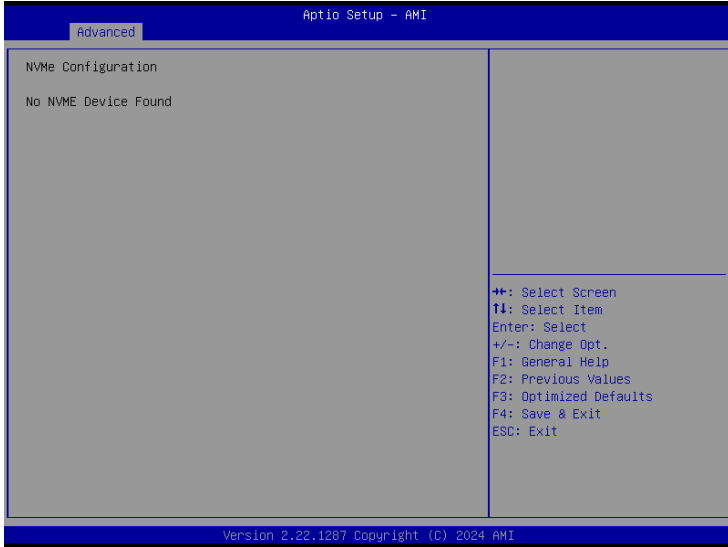 Aptio Setup – AMI
Advanced
NVMe Configuration
No NVME Device Found
→←: Select Screen
↑↓: Select Item
Enter: Select
+/-: Change Opt.
F1: General Help
F2: Previous Values
F3: Optimized Defaults
F4: Save & Exit
ESC: Exit
Version 2.22.1287 Copyright (C) 2024 AMI